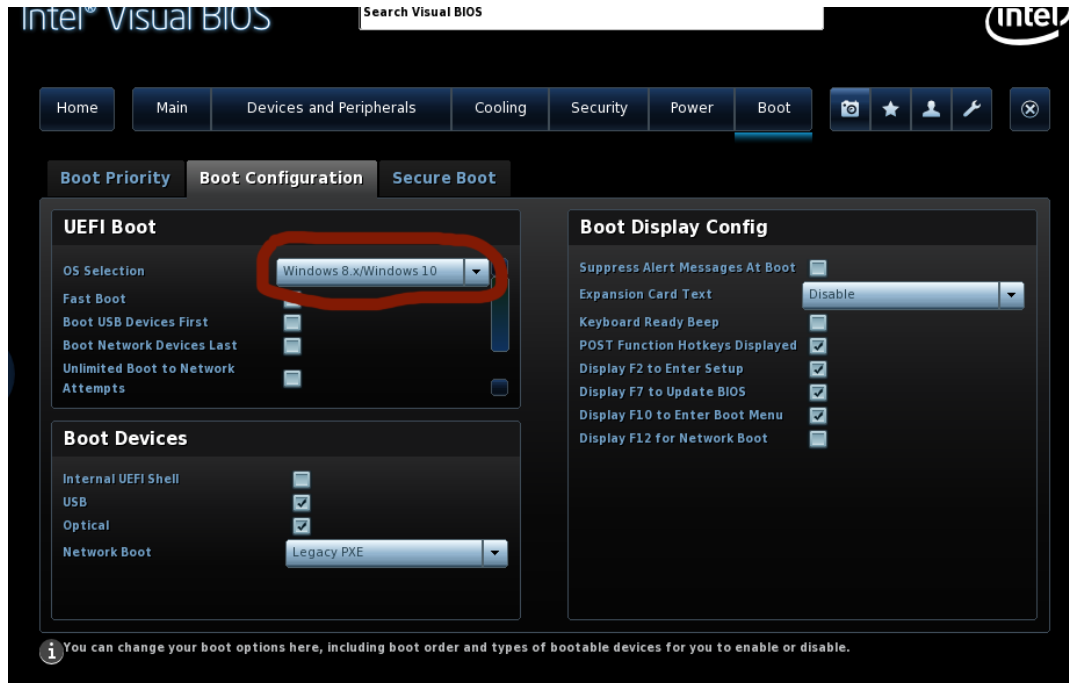 Intel® Visual BIOS
Search Visual BIOS
(intel)
Home Main Devices and Peripherals Cooling Security Power Boot
Boot Priority Boot Configuration Secure Boot
UEFI Boot
OS Selection Windows 8.x/Windows 10
Fast Boot
Boot USB Devices First
Boot Network Devices Last
Unlimited Boot to Network
Attempts
Boot Devices
Internal UEFI Shell
USB
Optical
Network Boot Legacy PXE
Boot Display Config
Suppress Alert Messages At Boot
Expansion Card Text Disable
Keyboard Ready Beep
POST Function Hotkeys Displayed
Display F2 to Enter Setup
Display F7 to Update BIOS
Display F10 to Enter Boot Menu
Display F12 for Network Boot
You can change your boot options here, including boot order and types of bootable devices for you to enable or disable.